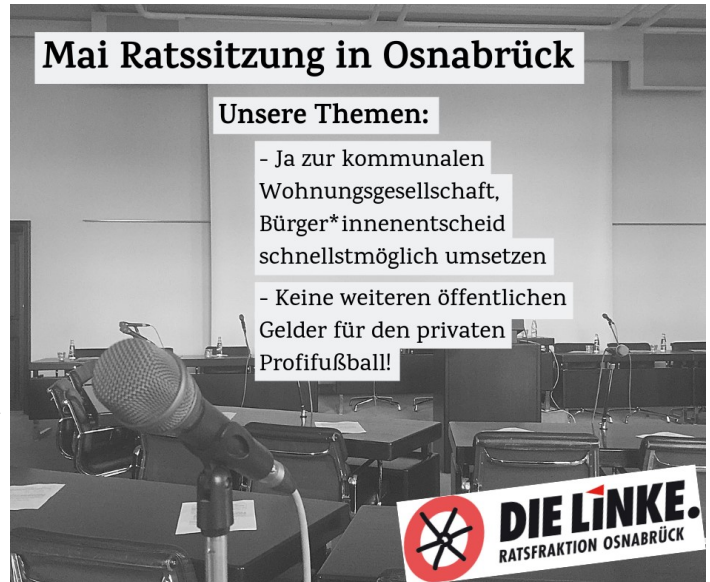 Mai Ratssitzung in Osnabrück
Unsere Themen:
- Ja zur kommunalen
Wohnungsgesellschaft,
Bürger*innenentscheid
schnellstmöglich umsetzen
- Keine weiteren öffentlichen
Gelder für den privaten
Profifußball!
DIE LINKE.
RATSFRAKTION OSNABRÜCK